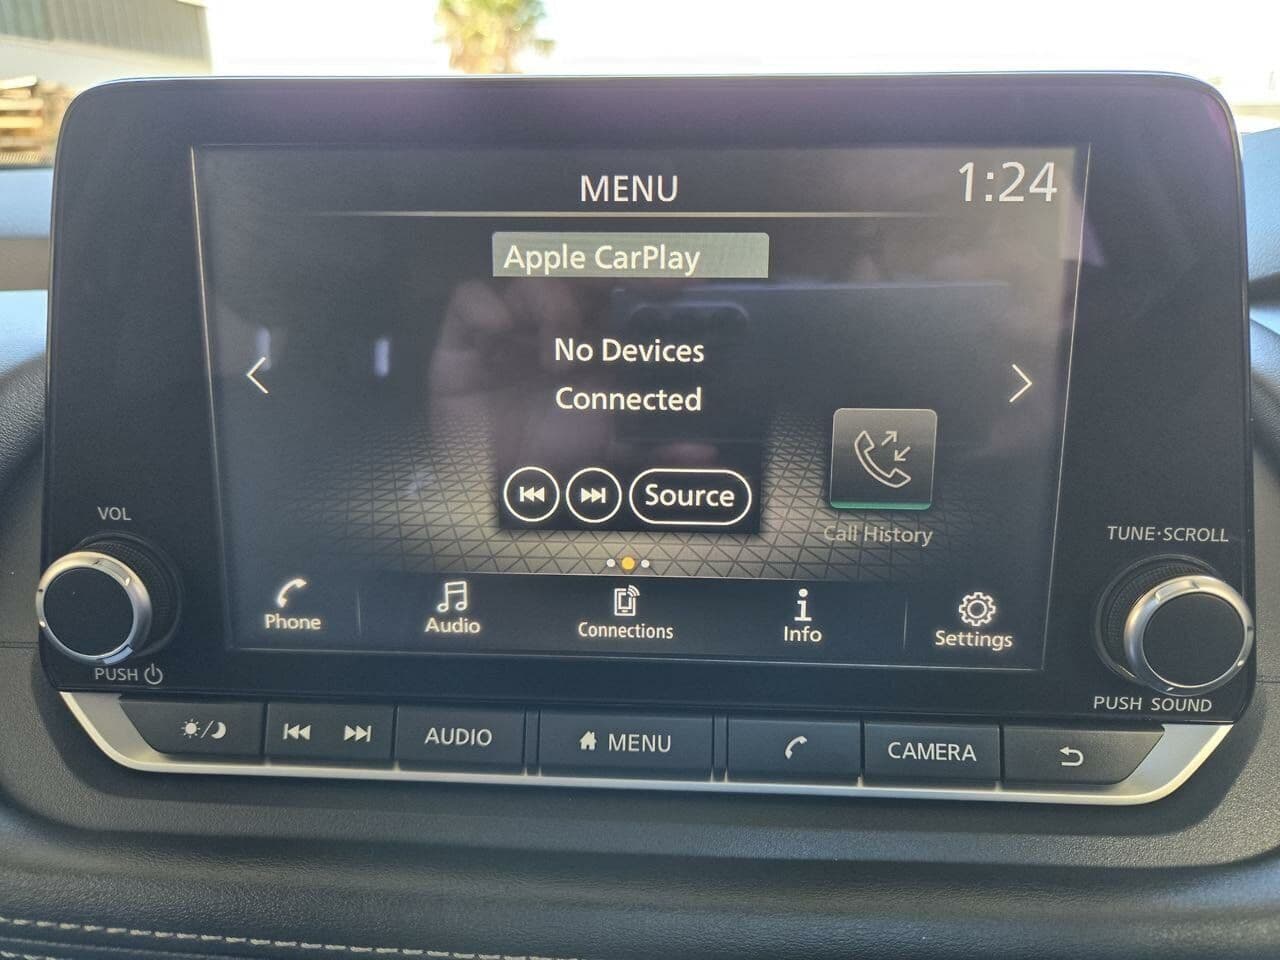 MENU
1:24
Apple CarPlay
No Devices
Connected
Source
Call History
VOL
TUNE·SCROLL
Phone
Audio
Connections
Info
Settings
PUSH
PUSH SOUND
AUDIO
MENU
CAMERA